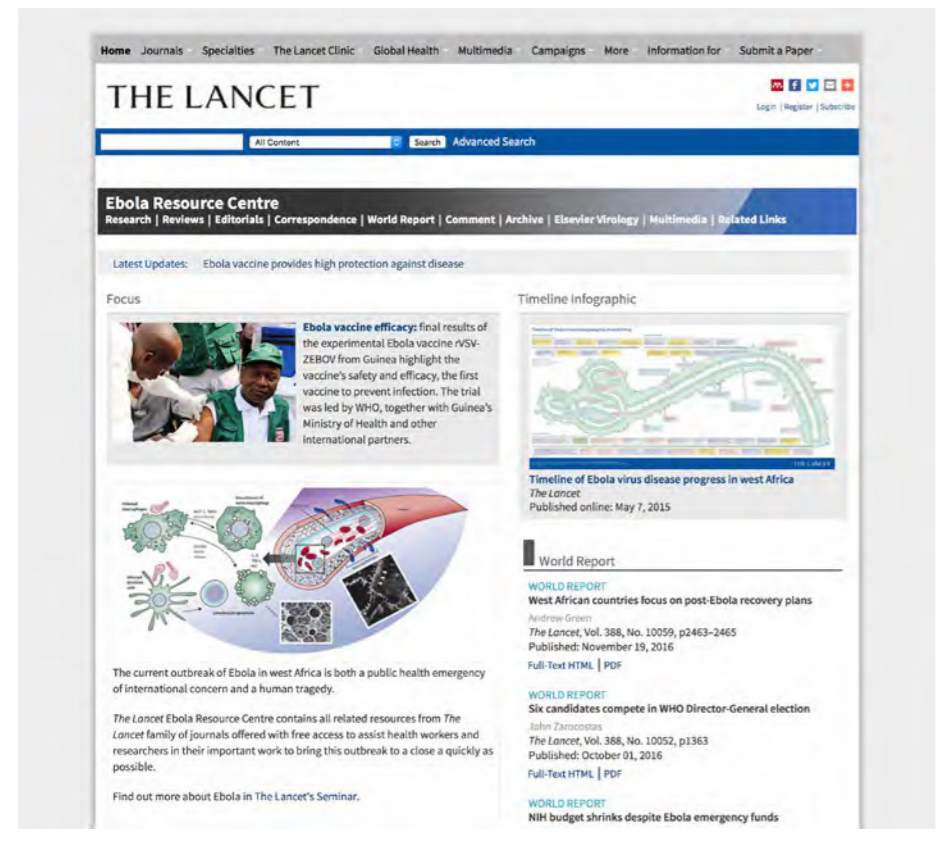 Home Journals Specialties The Lancet Clinic Global Health Multimedia Campaigns More Information for Submit a Paper
THE LANCET
Login | Register | Subscribe
All Content Search Advanced Search
Ebola Resource Centre
Research | Reviews | Editorials | Correspondence | World Report | Comment | Archive | Elsevier Virology | Multimedia | Related Links
Latest Updates: Ebola vaccine provides high protection against disease
Focus
Ebola vaccine efficacy: final results of
the experimental Ebola vaccine rVSV-
ZEBOV from Guinea highlight the
vaccine's safety and efficacy, the first
vaccine to prevent infection. The trial
was led by WHO, together with Guinea's
Ministry of Health and other
international partners.
The current outbreak of Ebola in west Africa is both a public health emergency
of international concern and a human tragedy.
The Lancet Ebola Resource Centre contains all related resources from The
Lancet family of journals offered with free access to assist health workers and
researchers in their important work to bring this outbreak to a close a quickly as
possible.
Find out more about Ebola in The Lancet's Seminar.
Timeline infographic
THE LANCET
Timeline of Ebola virus disease progress in west Africa
The Lancet
Published online: May 7, 2015
World Report
WORLD REPORT
West African countries focus on post-Ebola recovery plans
Andrew Green
The Lancet, Vol. 388, No. 10059, p2463–2465
Published: November 19, 2016
Full-Text HTML | PDF
WORLD REPORT
Six candidates compete in WHO Director-General election
John Zarocostas
The Lancet, Vol. 388, No. 10052, p1363
Published: October 01, 2016
Full-Text HTML | PDF
WORLD REPORT
NIH budget shrinks despite Ebola emergency funds